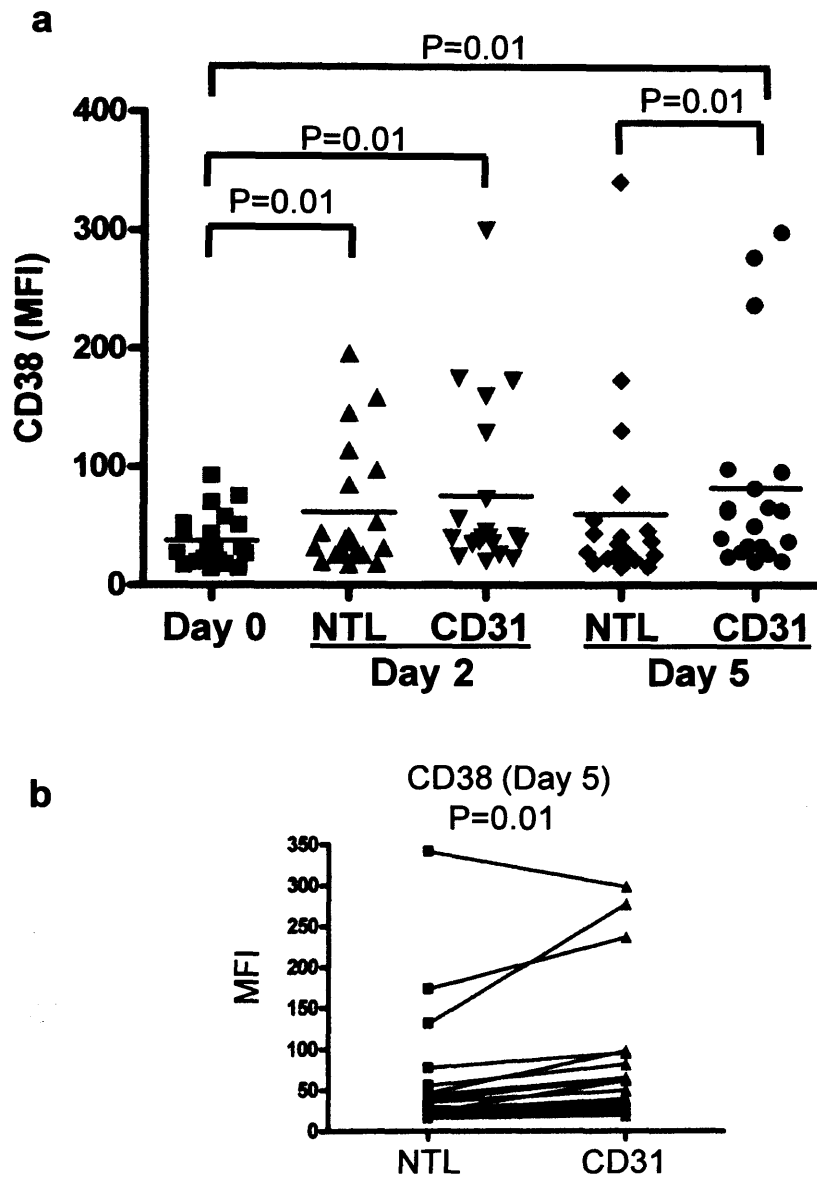 a
P=0.01
P=0.01
P=0.01
P=0.01
CD38 (MFI)
400
300
200
100
0
Day 0
NTL
CD31
NTL
CD31
Day 2
Day 5
b
CD38 (Day 5)
P=0.01
MFI
350
300
250
200
150
100
50
0
NTL
CD31